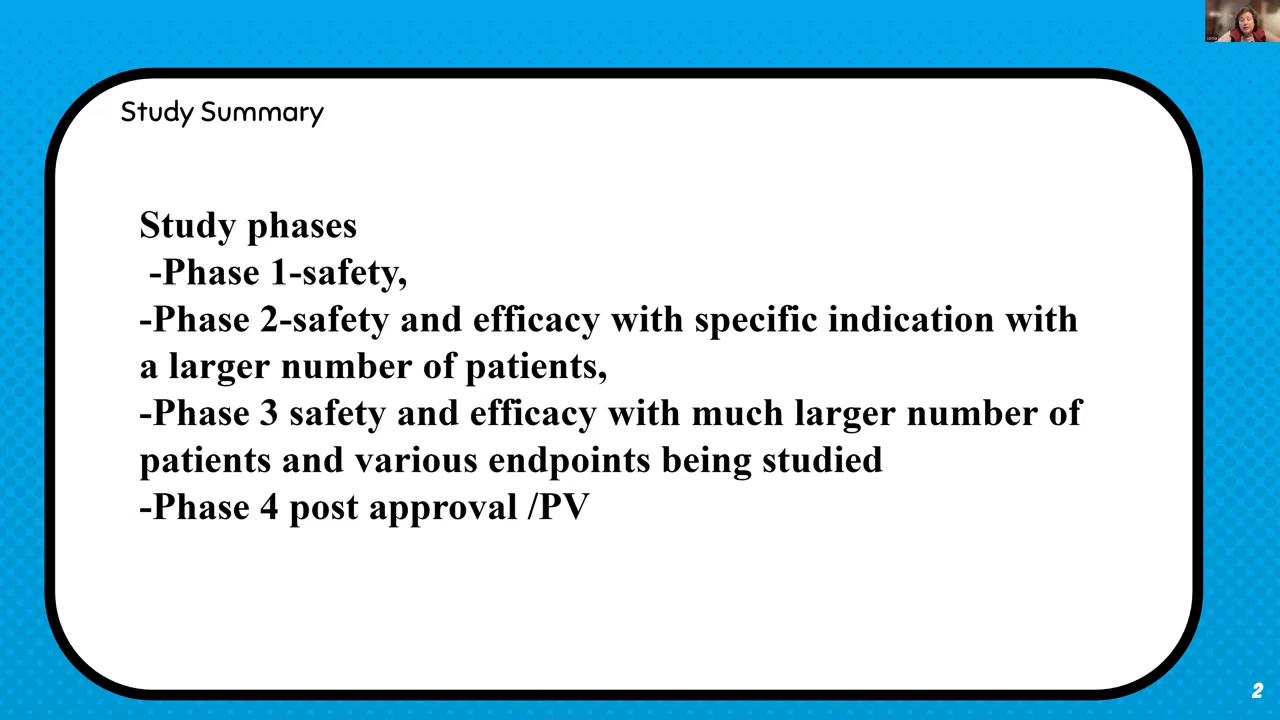 Study Summary
Study phases
-Phase 1-safety,
-Phase 2-safety and efficacy with specific indication with
a larger number of patients,
-Phase 3 safety and efficacy with much larger number of
patients and various endpoints being studied
-Phase 4 post approval /PV
2